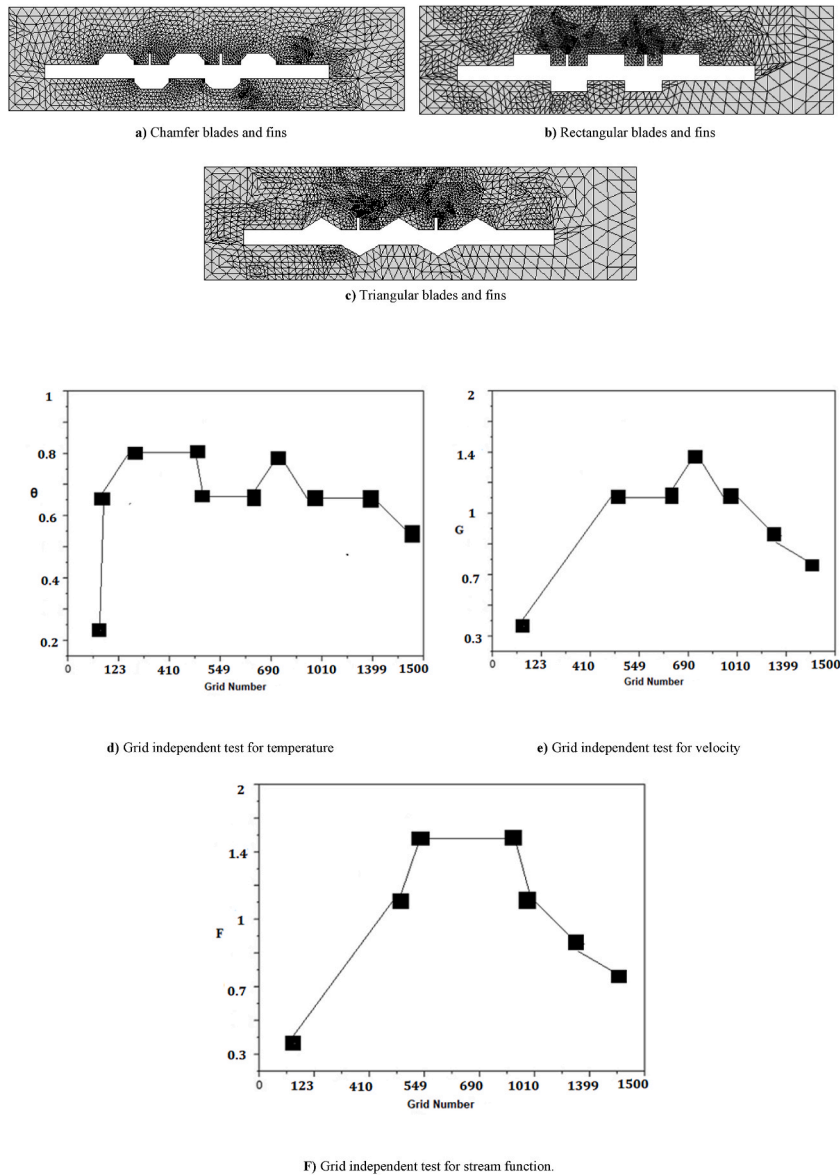 a) Chamfer blades and fins
b) Rectangular blades and fins
c) Triangular blades and fins
1
0.8
θ
0.6
0.4
0.2
0 123 410 549 690 1010 1399 1500
Grid Number
d) Grid independent test for temperature
2
1.4
1
G
0.7
0.3
0 123 410 549 690 1010 1399 1500
Grid Number
e) Grid independent test for velocity
2
1.4
1
F
0.7
0.3
0 123 410 549 690 1010 1399 1500
Grid Number
F) Grid independent test for stream function.